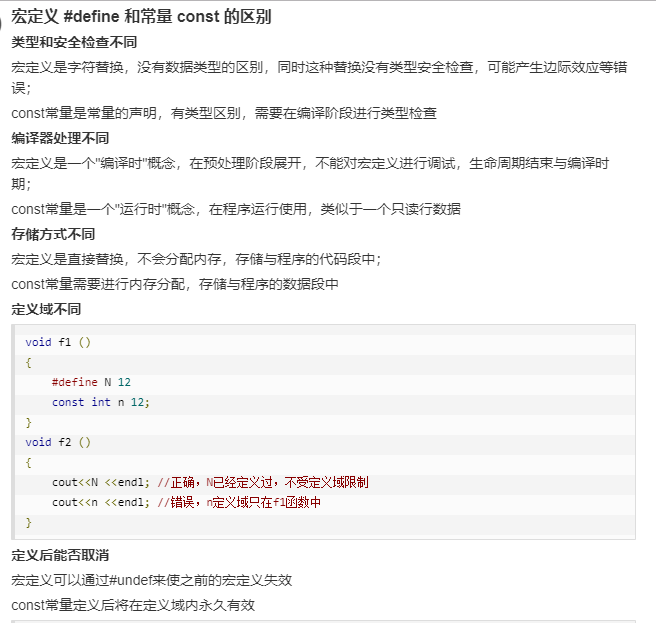 宏定义 #define 和常量 const 的区别
类型和安全检查不同
宏定义是字符替换，没有数据类型的区别，同时这种替换没有类型安全检查，可能产生边际效应等错
误；
const常量是常量的声明，有类型区别，需要在编译阶段进行类型检查
编译器处理不同
宏定义是一个"编译时"概念，在预处理阶段展开，不能对宏定义进行调试，生命周期结束与编译时
期；
const常量是一个"运行时"概念，在程序运行使用，类似于一个只读行数据
存储方式不同
宏定义是直接替换，不会分配内存，存储与程序的代码段中；
const常量需要进行内存分配，存储与程序的数据段中
定义域不同
void f1 ()
{
#define N 12
const int n 12;
}
void f2 ()
{
cout<<N <<endl; //正确，N已经定义过，不受定义域限制
cout<<n <<endl; //错误，n定义域只在f1函数中
}
定义后能否取消
宏定义可以通过#undef来使之前的宏定义失效
const常量定义后将在定义域内永久有效